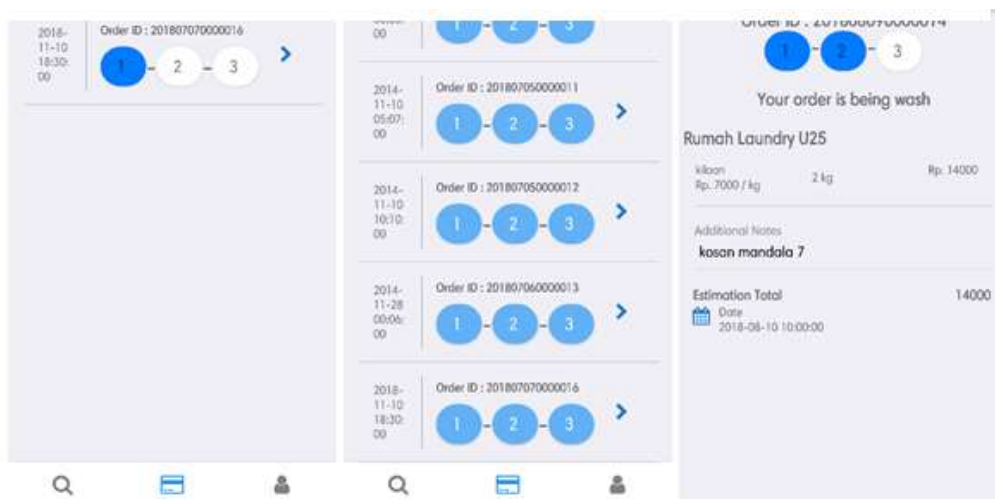 2018-
11-10
18:30:
00
Order ID : 201807070000016
1 - 2 - 3
00
2014-
11-10
05:07:
00
Order ID : 201807050000011
1 - 2 - 3
2014-
11-10
10:10:
00
Order ID : 201807050000012
1 - 2 - 3
2014-
11-28
00:06:
00
Order ID : 201807060000013
1 - 2 - 3
2018-
11-10
18:30:
00
Order ID : 201807070000016
1 - 2 - 3
Order ID : 201808090000014
1 - 2 - 3
Your order is being wash
Rumah Laundry U25
kiloan
Rp. 7000 / kg 2 kg Rp. 14000
Additional Notes
kosan mandala 7
Estimation Total 14000
Date
2018-08-10 10:00:00